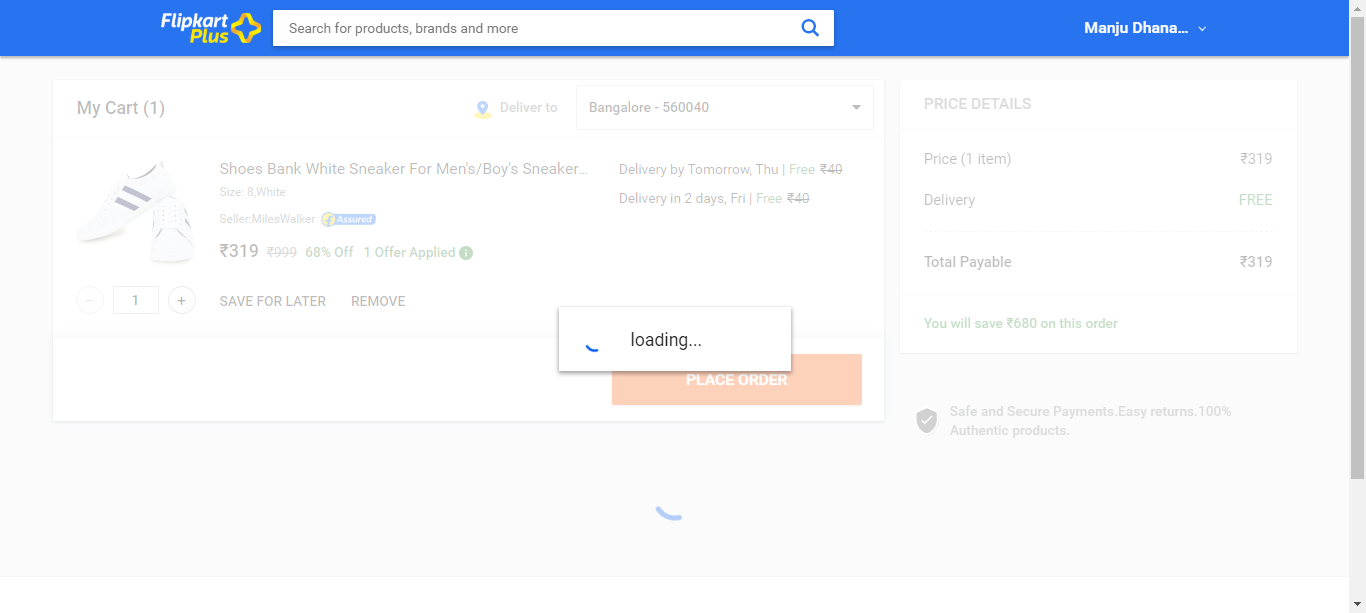 Flipkart
Plus
Search for products, brands and more
Manju Dhana...
My Cart (1)
Deliver to
Bangalore - 560040
Shoes Bank White Sneaker For Men's/Boy's Sneaker...
Size: 8,White
Seller:MilesWalker
f Assured
₹319 ₹999 68% Off 1 Offer Applied i
Delivery by Tomorrow, Thu | Free ₹40
Delivery in 2 days, Fri | Free ₹40
− 1 + SAVE FOR LATER REMOVE
loading...
PLACE ORDER
PRICE DETAILS
Price (1 item) ₹319
Delivery FREE
Total Payable ₹319
You will save ₹680 on this order
Safe and Secure Payments.Easy returns.100%
Authentic products.